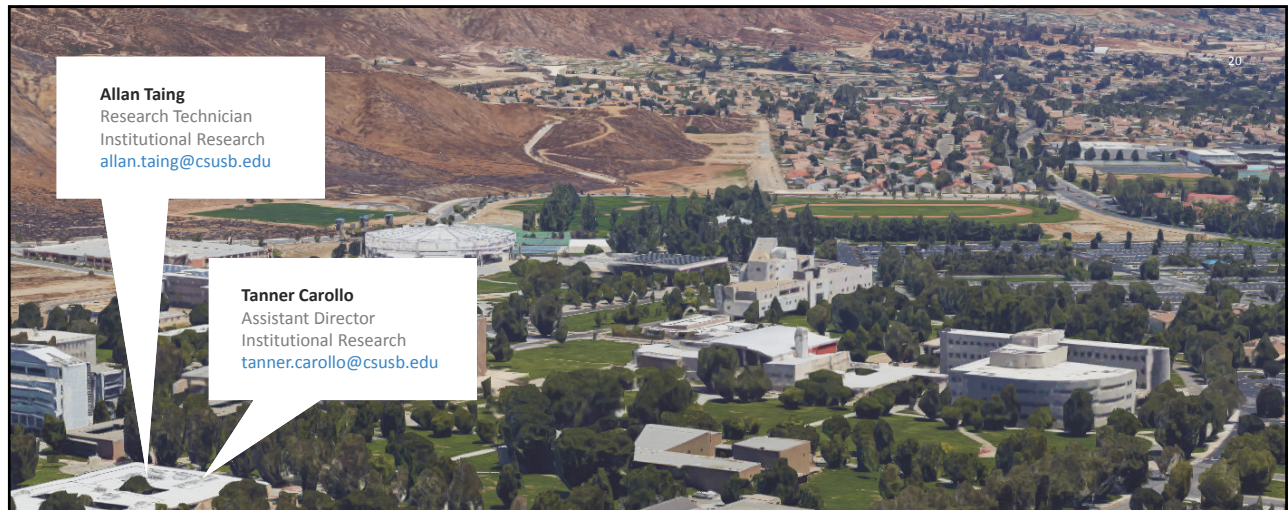 20
Allan Taing
Research Technician
Institutional Research
allan.taing@csusb.edu
Tanner Carollo
Assistant Director
Institutional Research
tanner.carollo@csusb.edu